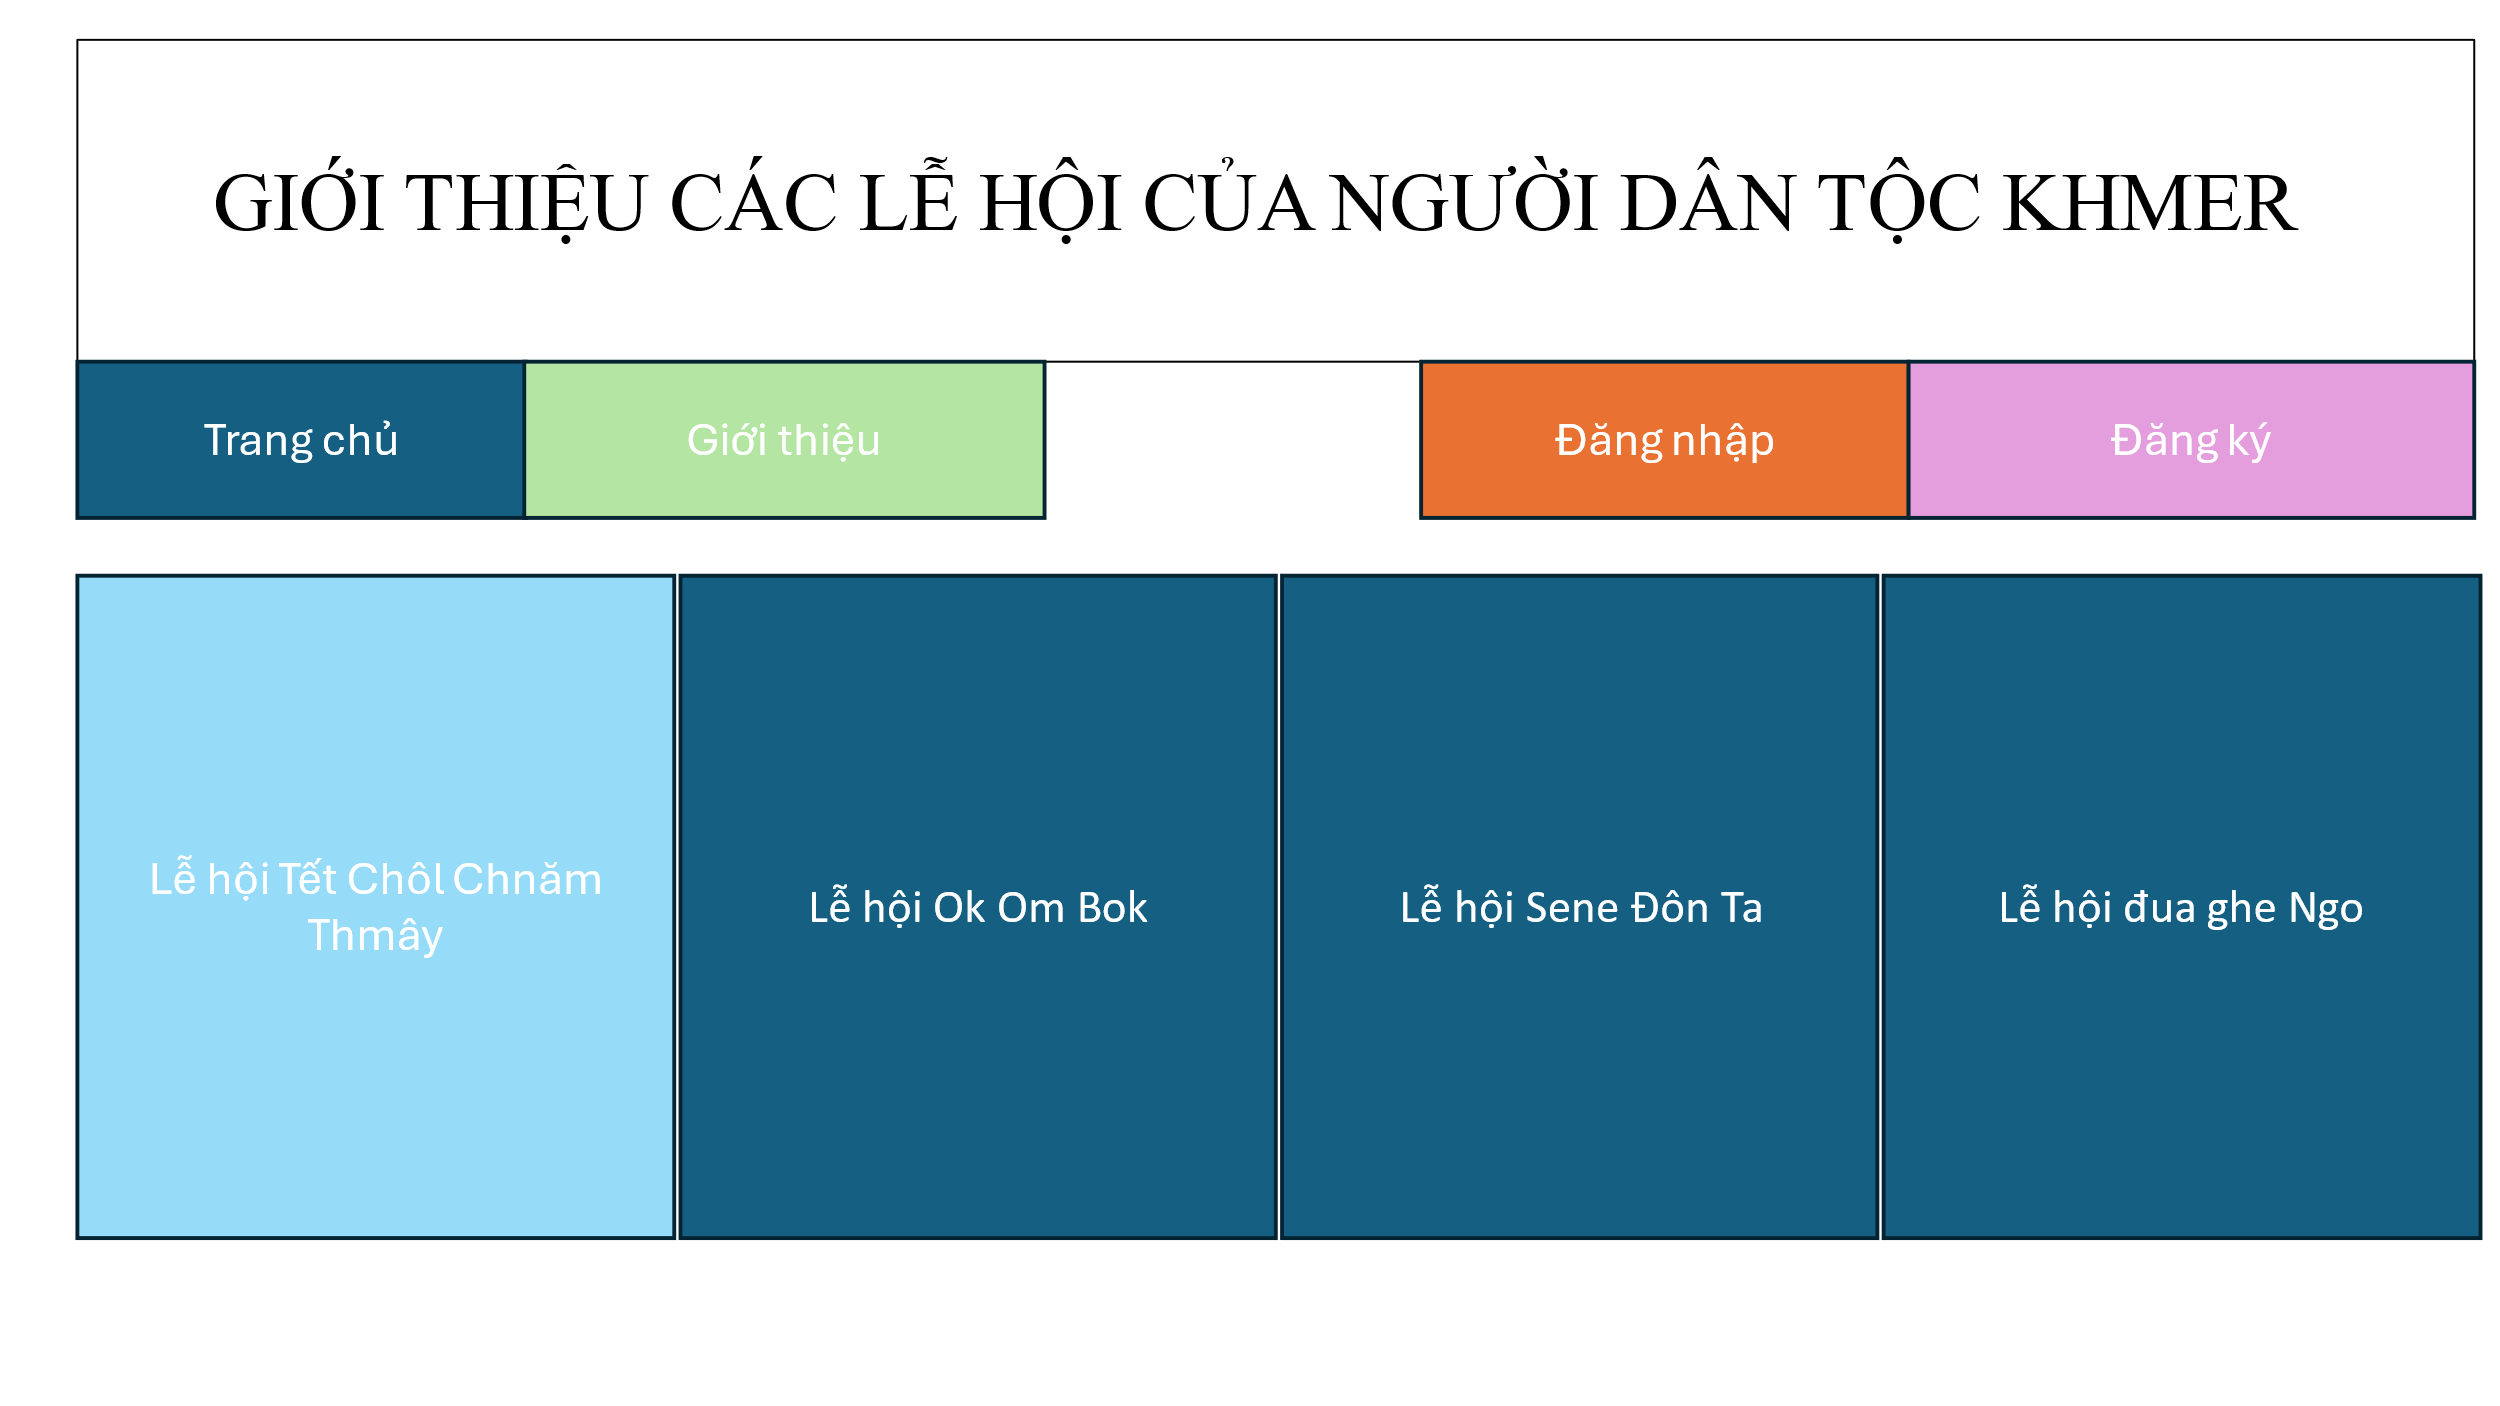 GIỚI THIỆU CÁC LỄ HỘI CỦA NGƯỜI DÂN TỘC KHMER
Trang chủ
Giới thiệu
Đăng nhập
Đăng ký
Lễ hội Tết Chôl Chnăm
Thmây
Lễ hội Ok Om Bok
Lễ hội Sene Đôn Ta
Lễ hội đua ghe Ngo